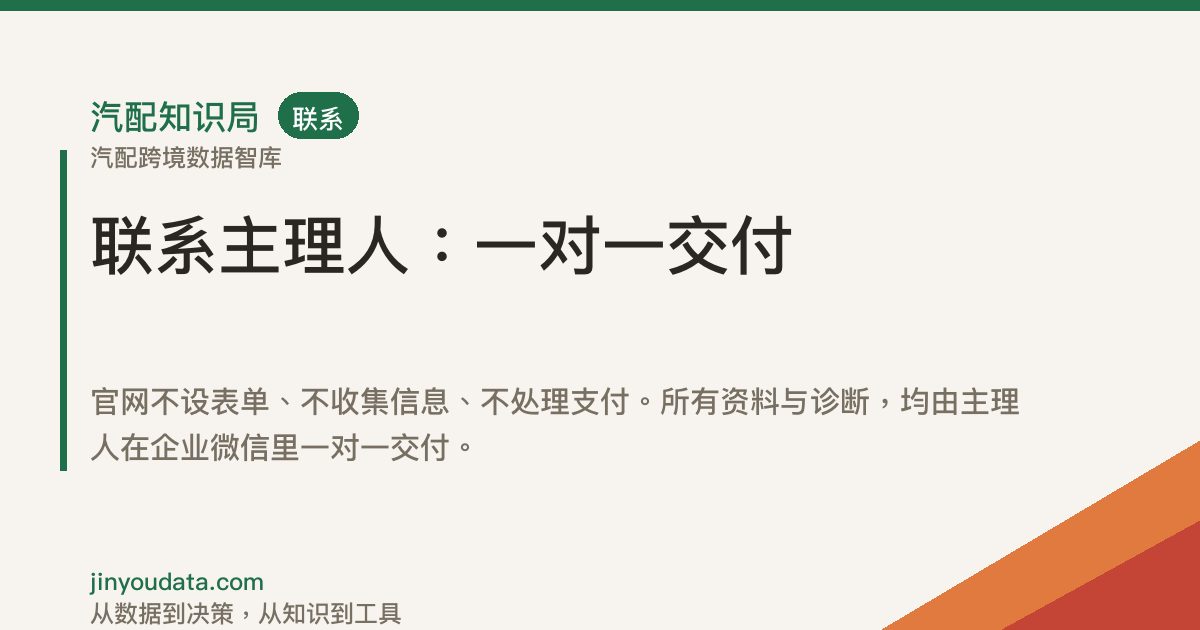 汽配知识局 联系
汽配跨境数据智库
联系主理人：一对一交付
官网不设表单、不收集信息、不处理支付。所有资料与诊断，均由主理
人在企业微信里一对一交付。
jinyoudata.com
从数据到决策，从知识到工具